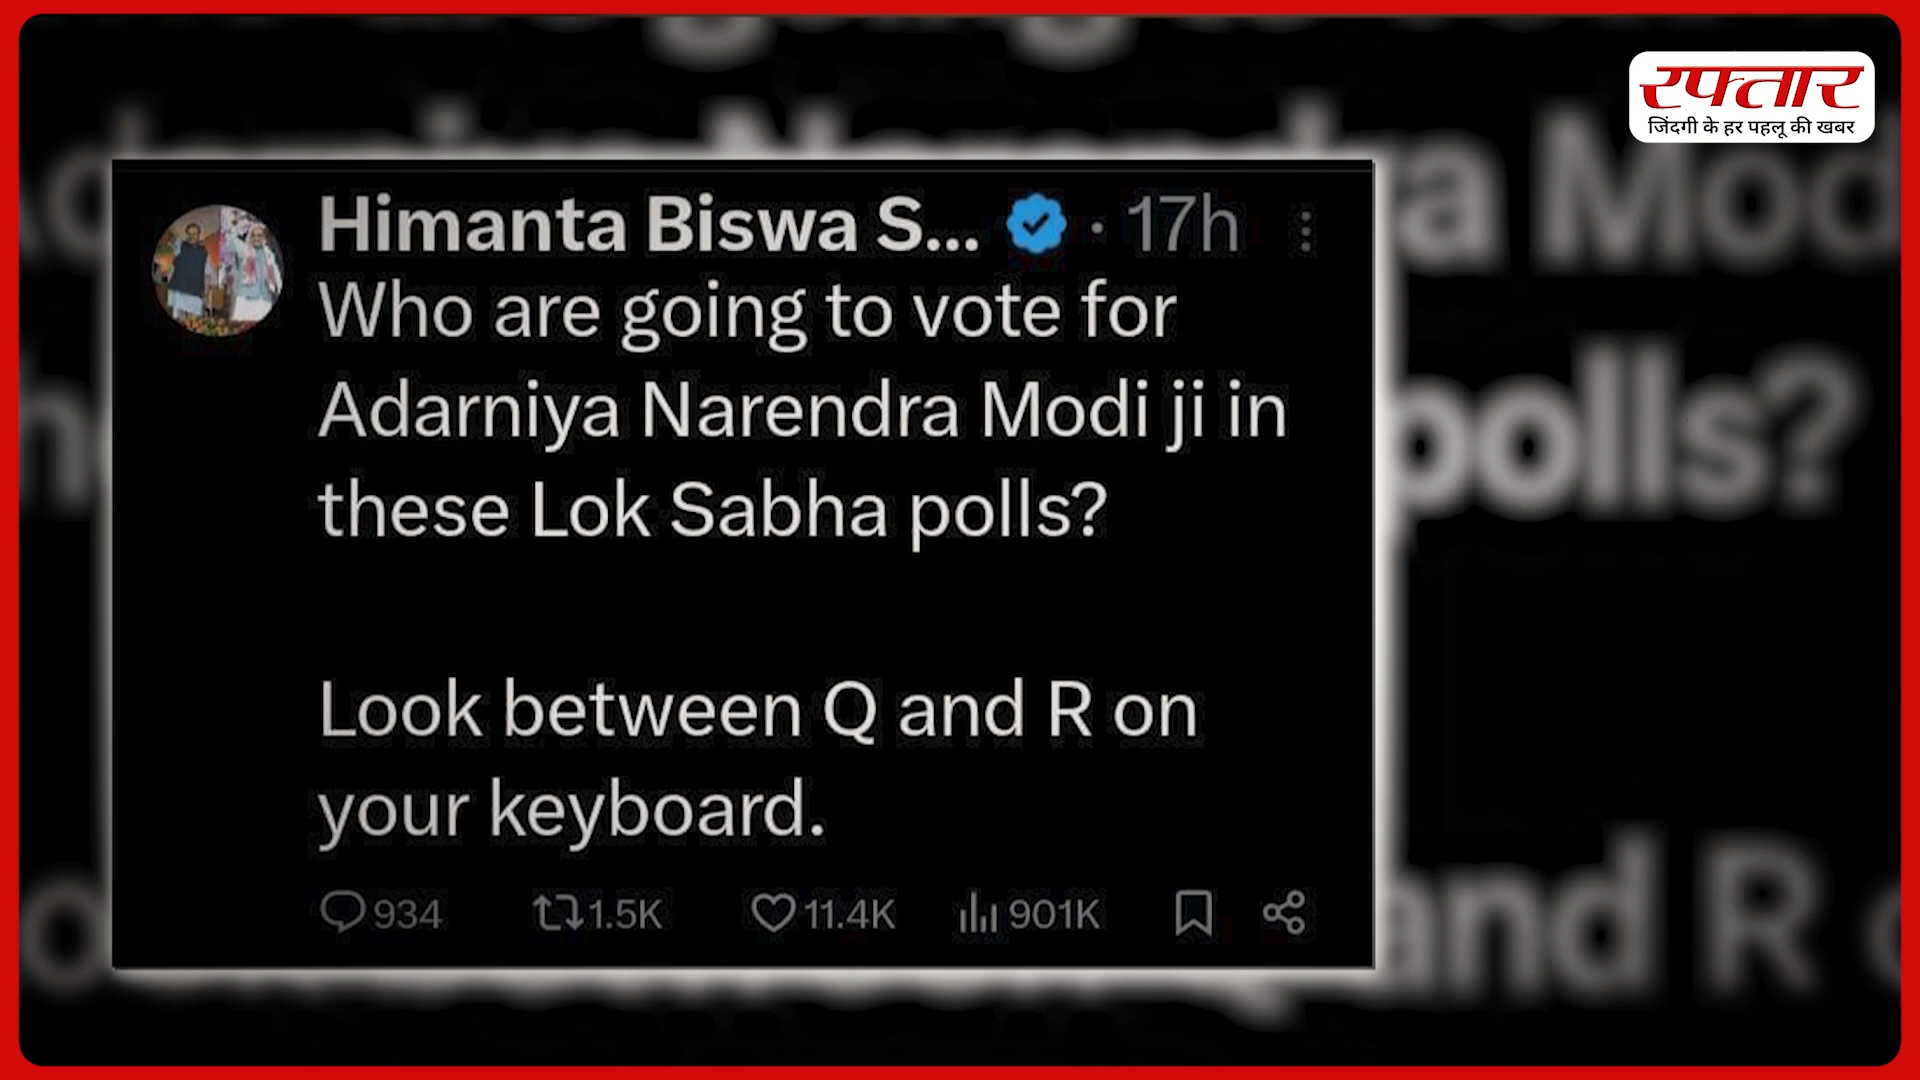 रफ्तार
जिंदगी के हर पहलू की खबर
Himanta Biswa S... · 17h
Who are going to vote for
Adarniya Narendra Modi ji in
these Lok Sabha polls?
Look between Q and R on
your keyboard.
934 1.5K 11.4K 901K